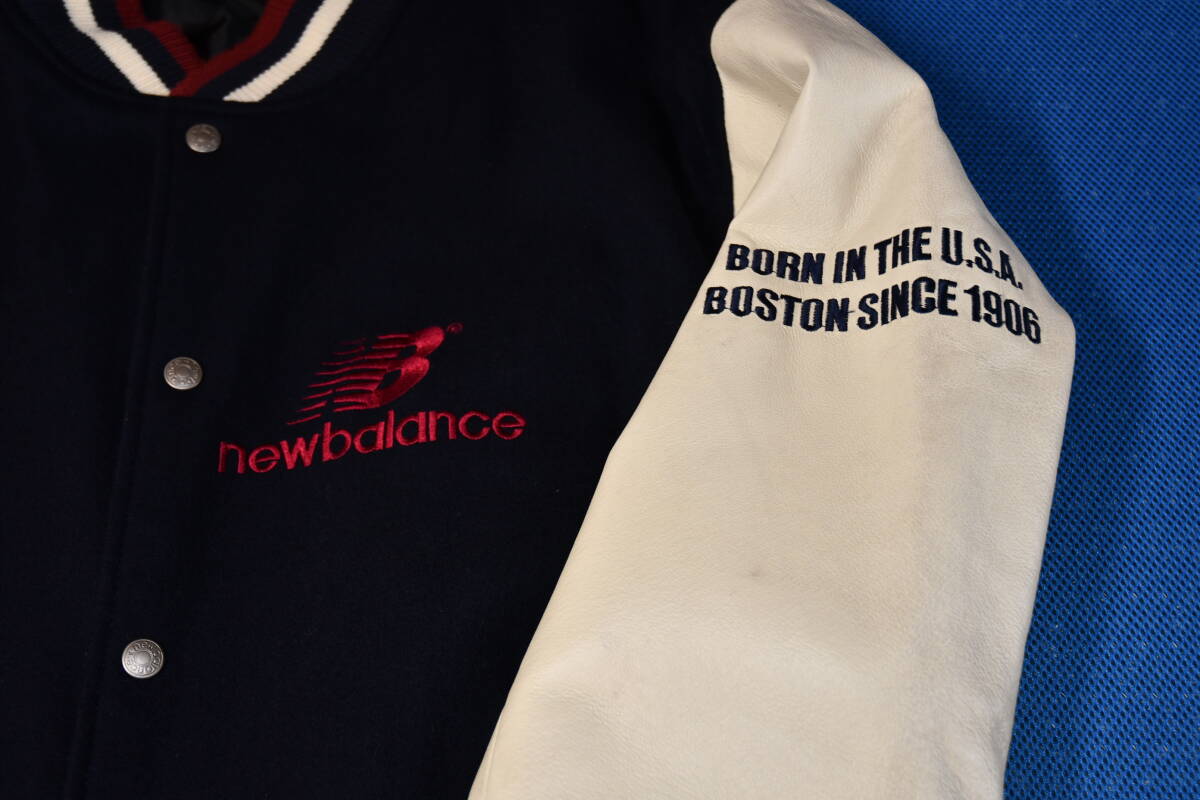 newbalance
BORN IN THE U.S.A.
BOSTON SINCE 1906